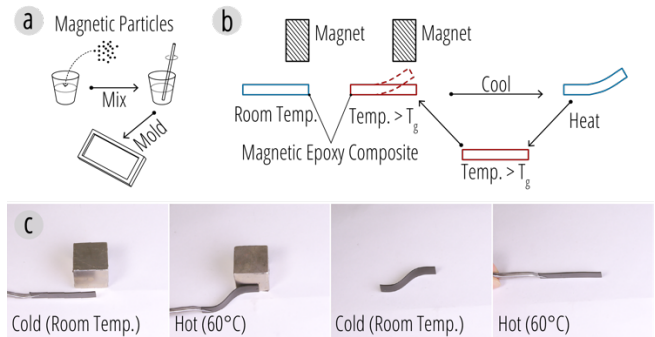 a
Magnetic Particles
Mix
Mold
b
Magnet
Magnet
Room Temp.
Temp. > Tg
Cool
Heat
Magnetic Epoxy Composite
Temp. > Tg
c
Cold (Room Temp.)
Hot (60°C)
Cold (Room Temp.)
Hot (60°C)